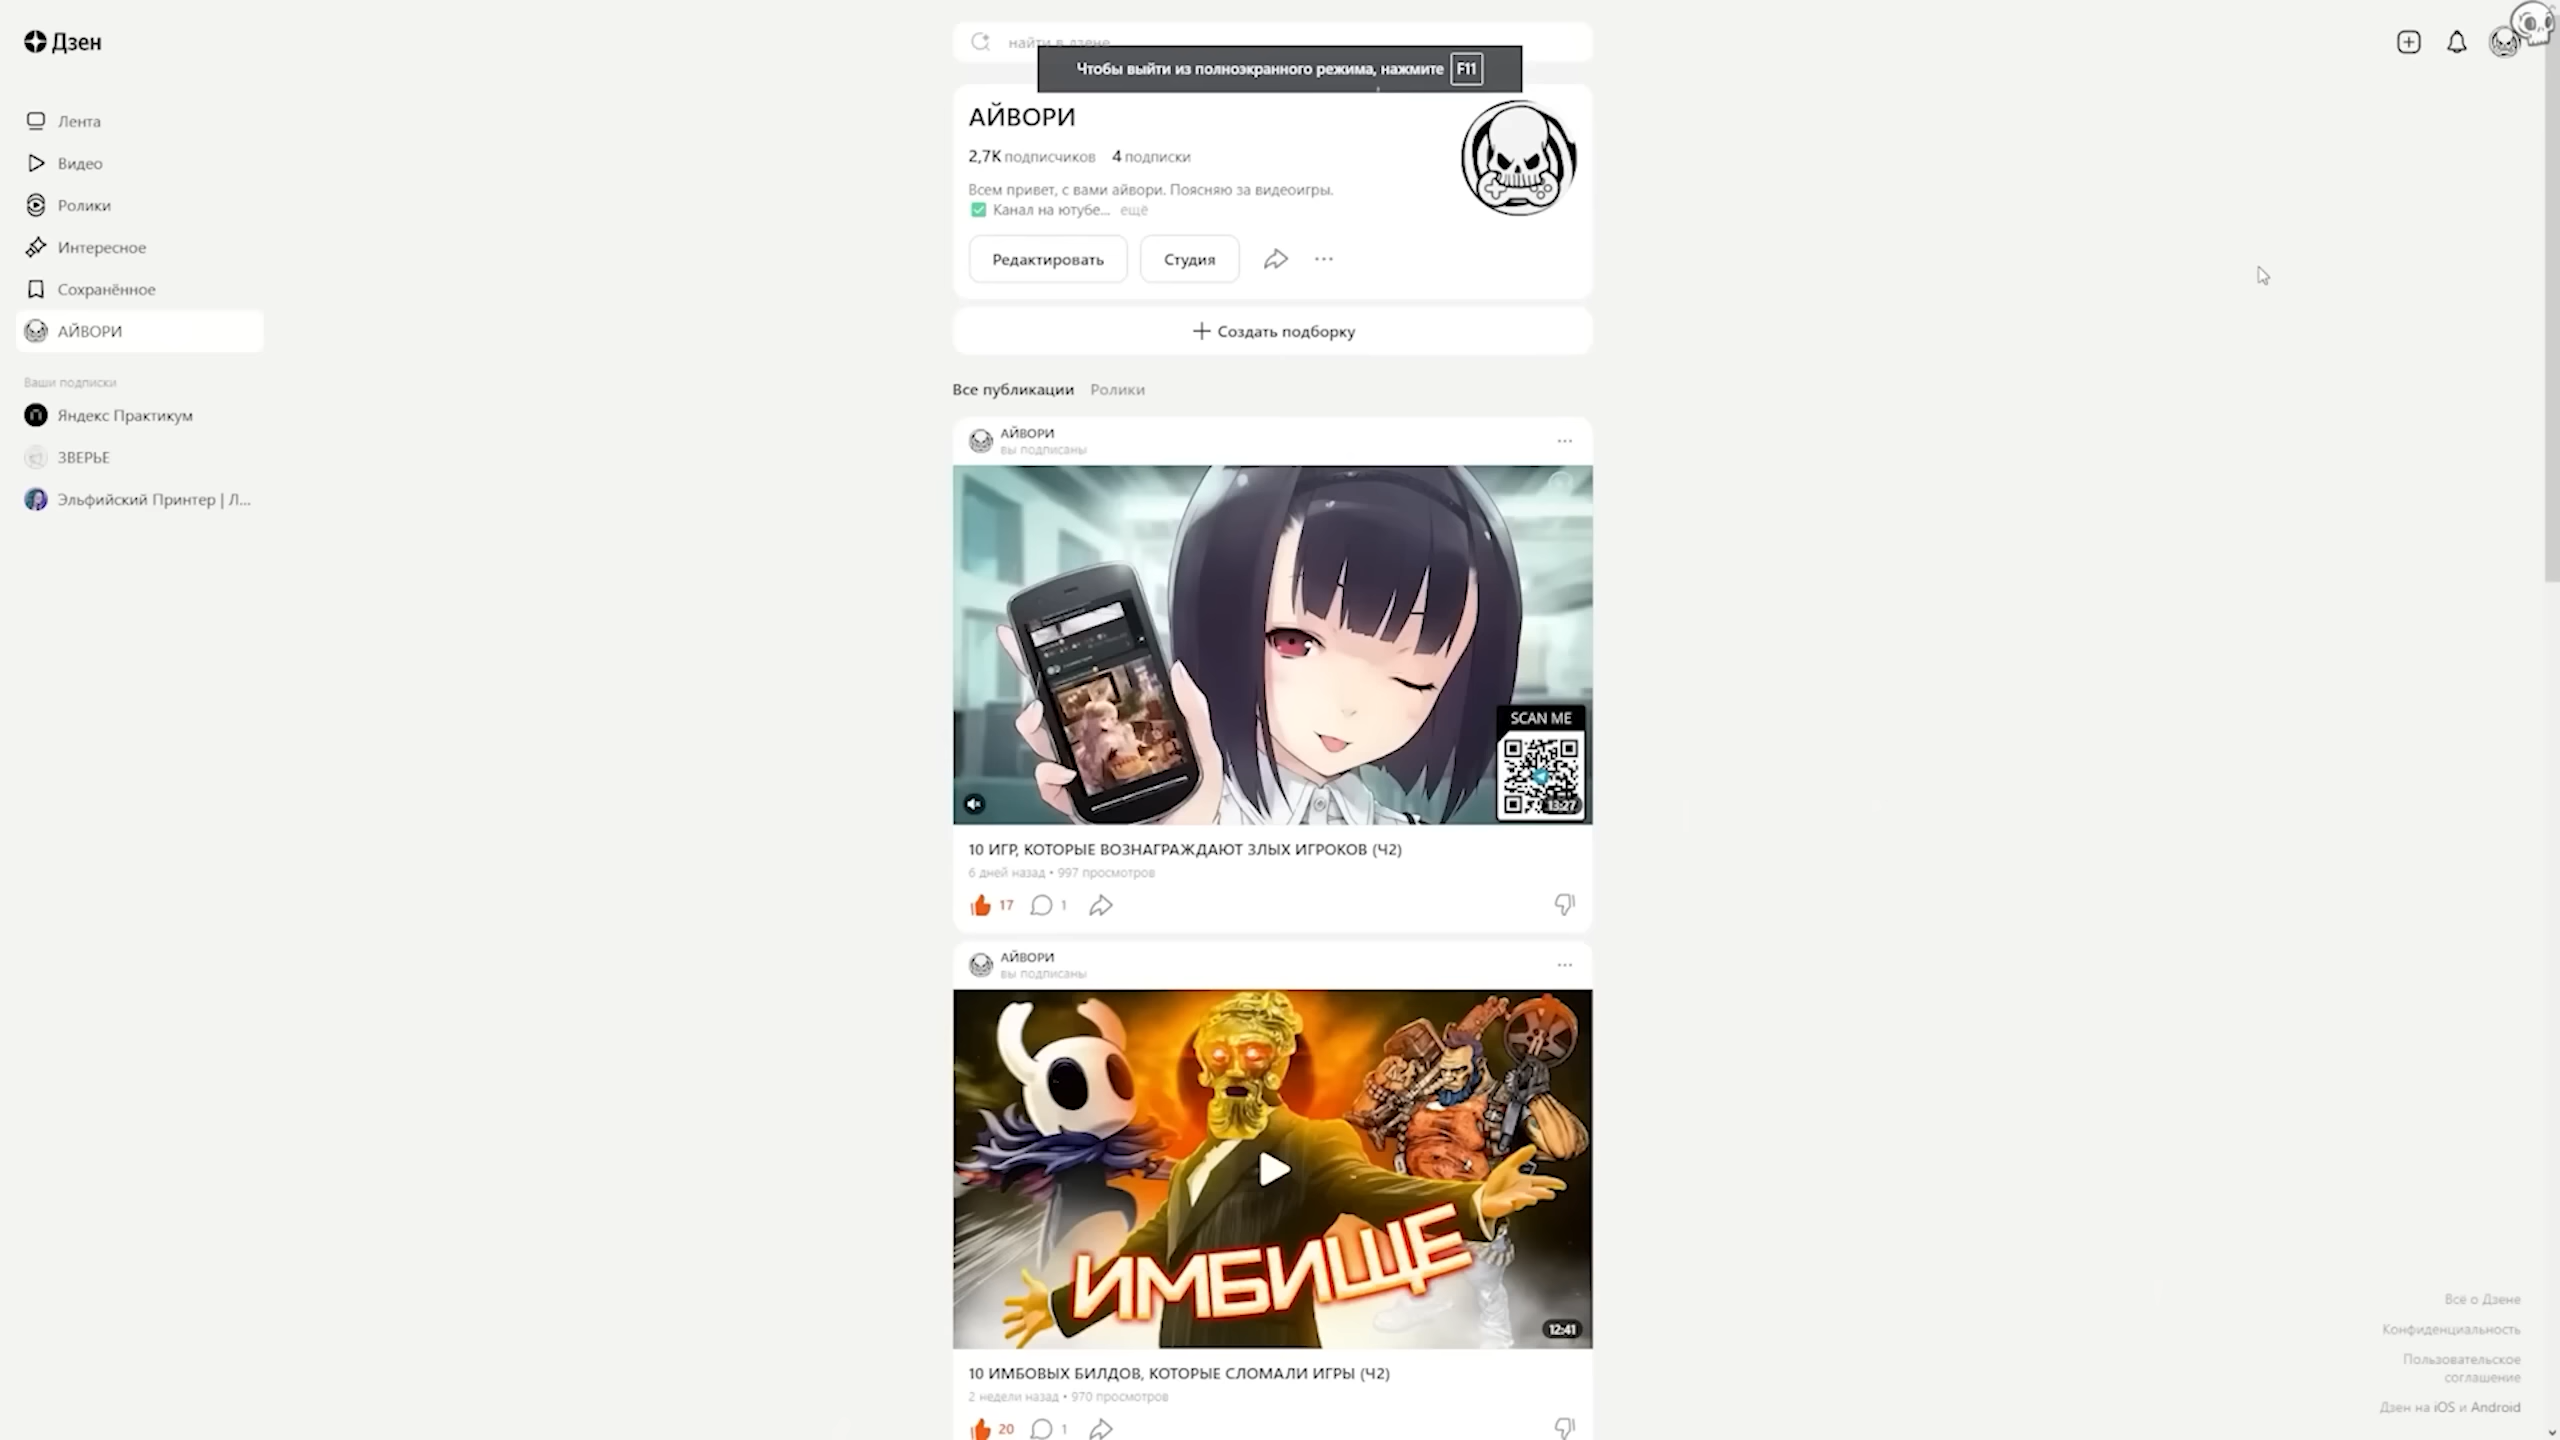 Дзен
найти в дзене
Чтобы выйти из полноэкранного режима, нажмите F11
Лента
Видео
Ролики
Интересное
Сохранённое
АЙВОРИ
Ваши подписки
Яндекс Практикум
ЗВЕРЬЕ
Эльфийский Принтер | Л...
АЙВОРИ
2,7K подписчиков 4 подписки
Всем привет, с вами айвори. Поясняю за видеоигры.
✅ Канал на ютубе... ещё
Редактировать
Студия
Создать подборку
Все публикации Ролики
АЙВОРИ
вы подписаны
SCAN ME
13:27
10 ИГР, КОТОРЫЕ ВОЗНАГРАЖДАЮТ ЗЛЫХ ИГРОКОВ (Ч2)
6 дней назад • 997 просмотров
17 1
АЙВОРИ
вы подписаны
ИМБИЩЕ
12:41
10 ИМБОВЫХ БИЛДОВ, КОТОРЫЕ СЛОМАЛИ ИГРЫ (Ч2)
2 недели назад • 970 просмотров
20 1
Всё о Дзене
Конфиденциальность
Пользовательское
соглашение
Дзен на iOS и Android